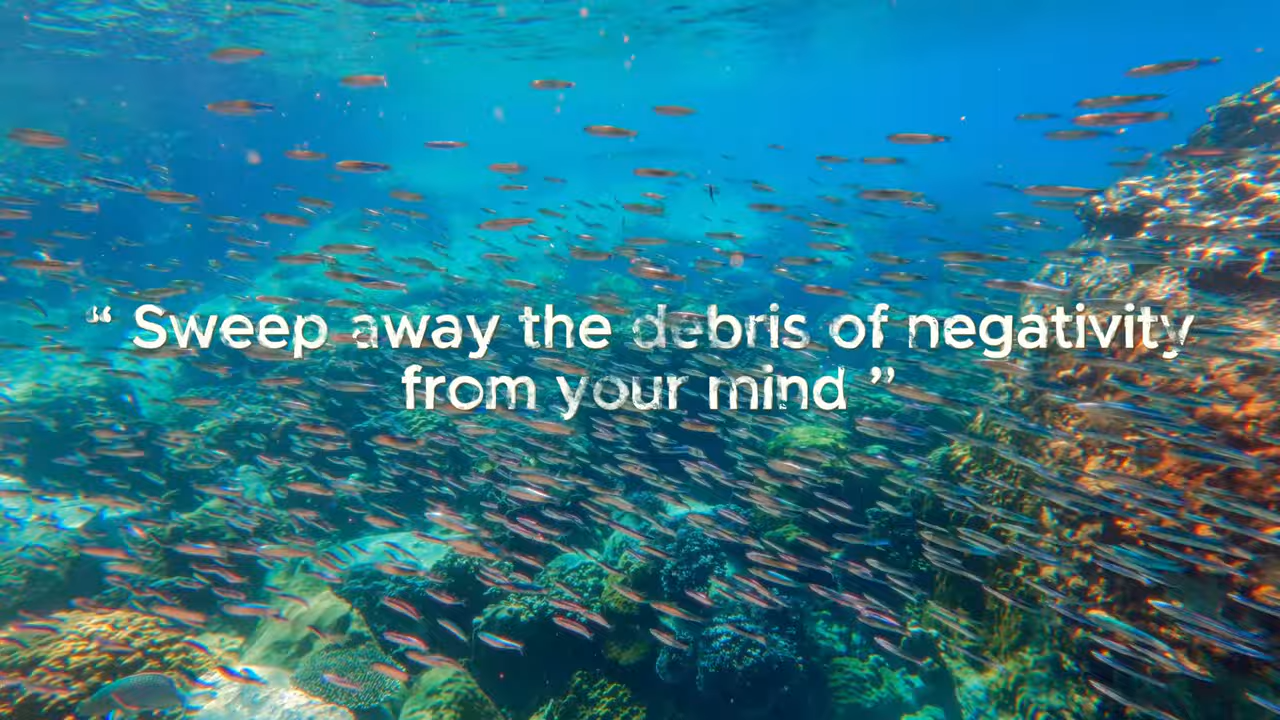 “ Sweep away the debris of negativity
from your mind ”